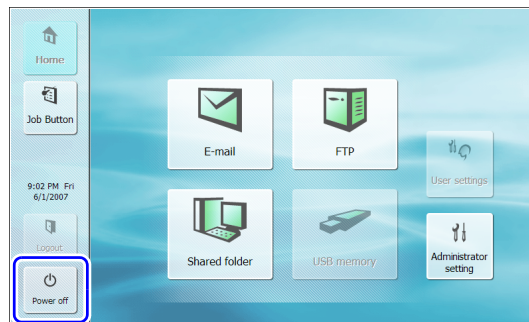 Home
Job Button
9:02 PM Fri
6/1/2007
Logout
Power off
E-mail
FTP
Shared folder
USB memory
User settings
Administrator
setting